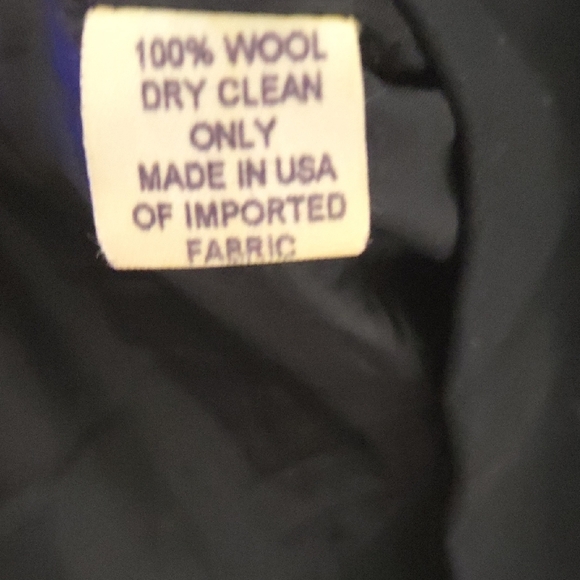 100% WOOL
DRY CLEAN
ONLY
MADE IN USA
OF IMPORTED
FABRIC